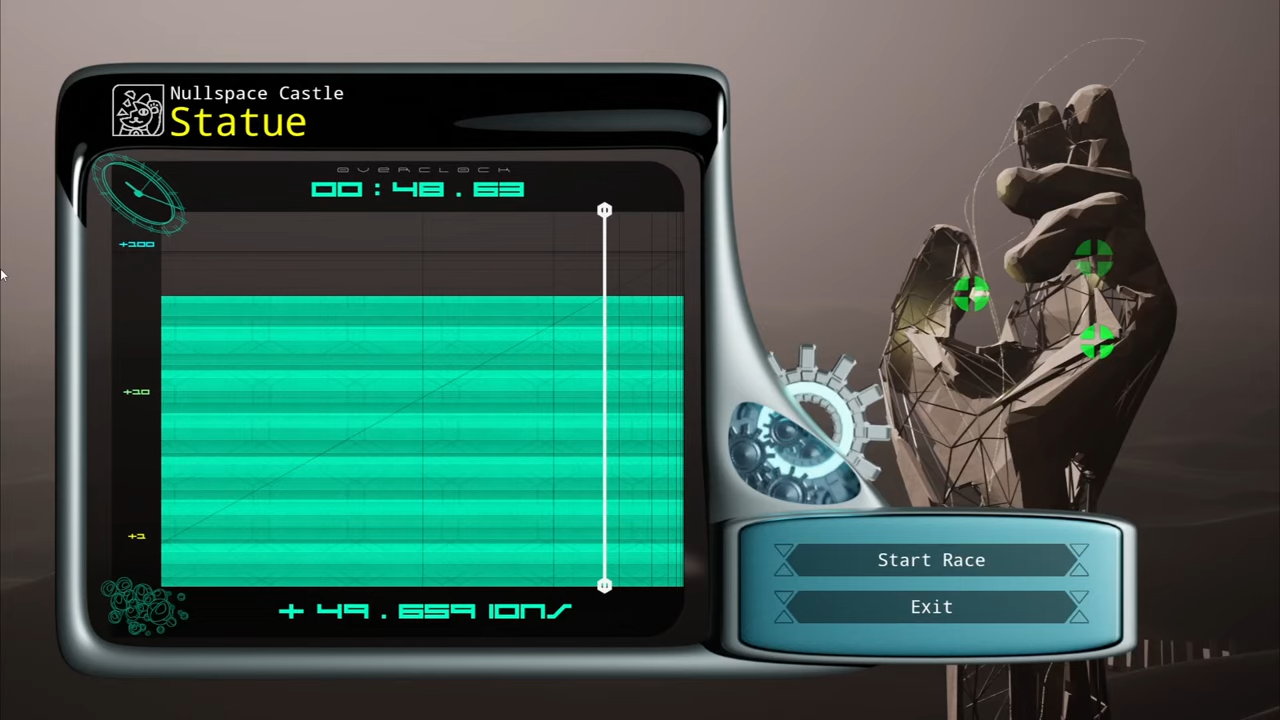 Nullspace Castle
Statue
OVERCLOCK
00:48.63
+100
+10
+1
+ 49.659 IONS
Start Race
Exit